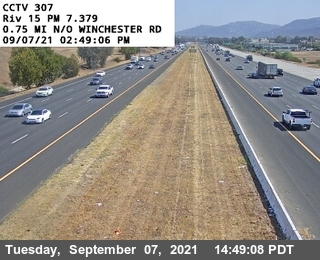 CCTV 307
Riv 15 PM 7.379
0.75 MI N/O WINCHESTER RD
09/07/21 02:49:06 PM
Tuesday, September 07, 2021 14:49:08 PDT